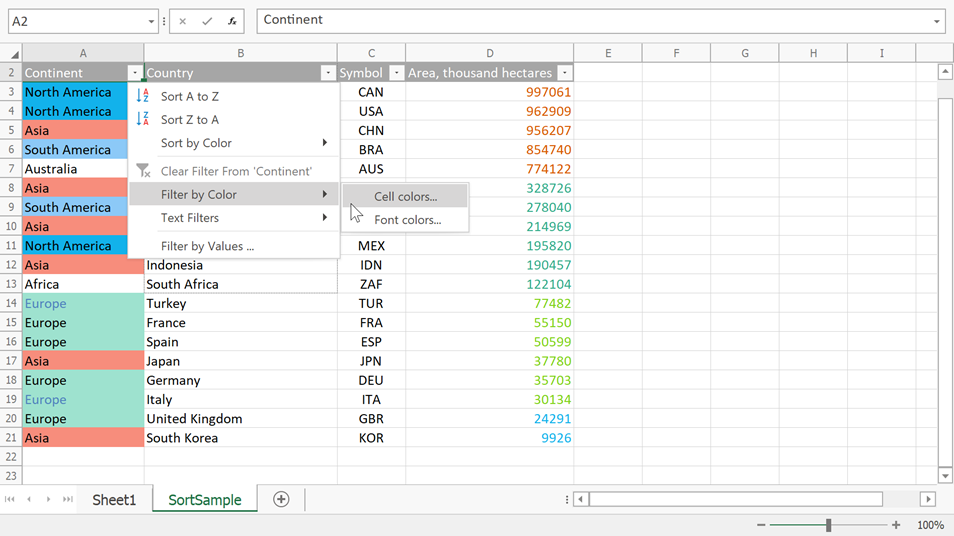 A2 fx Continent
A B C D E F G H I
2 Continent Country Symbol Area, thousand hectares
3 North America CAN 997061
4 North America USA 962909
5 Asia CHN 956207
6 South America BRA 854740
7 Australia AUS 774122
8 Asia 328726
9 South America 278040
10 Asia 214969
11 North America MEX 195820
12 Asia Indonesia IDN 190457
13 Africa South Africa ZAF 122104
14 Europe Turkey TUR 77482
15 Europe France FRA 55150
16 Europe Spain ESP 50599
17 Asia Japan JPN 37780
18 Europe Germany DEU 35703
19 Europe Italy ITA 30134
20 Europe United Kingdom GBR 24291
21 Asia South Korea KOR 9926
22
23
Sort A to Z
Sort Z to A
Sort by Color
Clear Filter From 'Continent'
Filter by Color
Text Filters
Filter by Values ...
Cell colors...
Font colors...
Sheet1 SortSample
100%